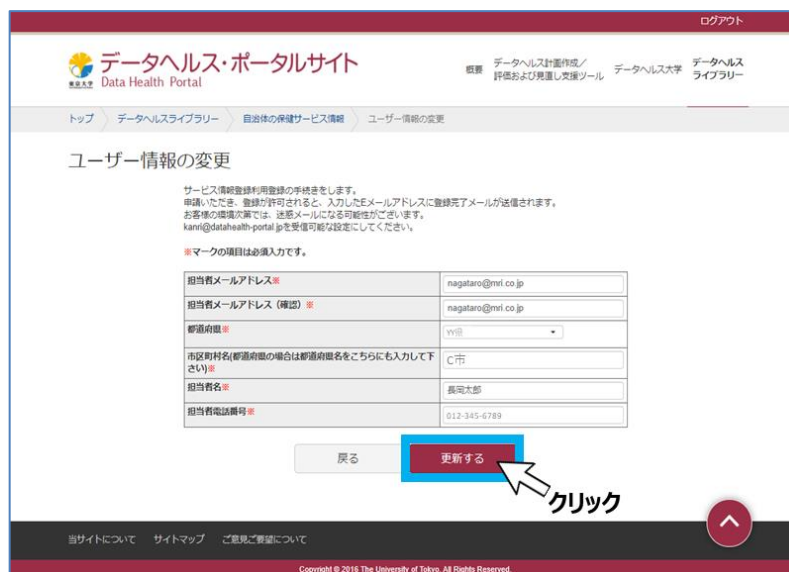 ログアウト
データヘルス・ポータルサイト
Data Health Portal
東京大学
概要
データヘルス計画作成／
評価および見直し支援ツール
データヘルス大学
データヘルス
ライブラリー
トップ
データヘルスライブラリー
自治体の保健サービス情報
ユーザー情報の変更
ユーザー情報の変更
サービス情報登録利用登録の手続きをします。
申請いただき、登録が許可されると、入力したEメールアドレスに登録完了メールが送信されます。
お客様の環境次第では、迷惑メールになる可能性がございます。
kanri@datahealth-portal.jpを受信可能な設定にしてください。
※マークの項目は必須入力です。
担当者メールアドレス※
nagataro@mri.co.jp
担当者メールアドレス（確認）※
nagataro@mri.co.jp
都道府県※
市区町村名(都道府県の場合は都道府県名をこちらにも入力して下
さい)※
C市
担当者名※
長岡太郎
担当者電話番号※
012-345-6789
戻る
更新する
クリック
当サイトについて
サイトマップ
ご意見ご要望について
Copyright © 2016 The University of Tokyo. All Rights Reserved.